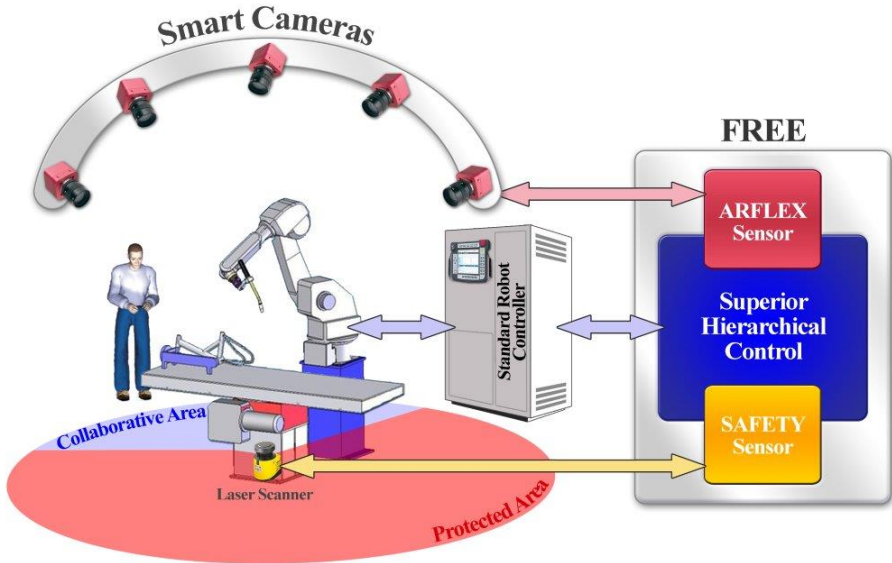 Smart Cameras
FREE
ARFLEX
Sensor
Standard Robot
Controller
Superior
Hierarchical
Control
Collaborative Area
SAFETY
Sensor
Laser Scanner
Protected Area